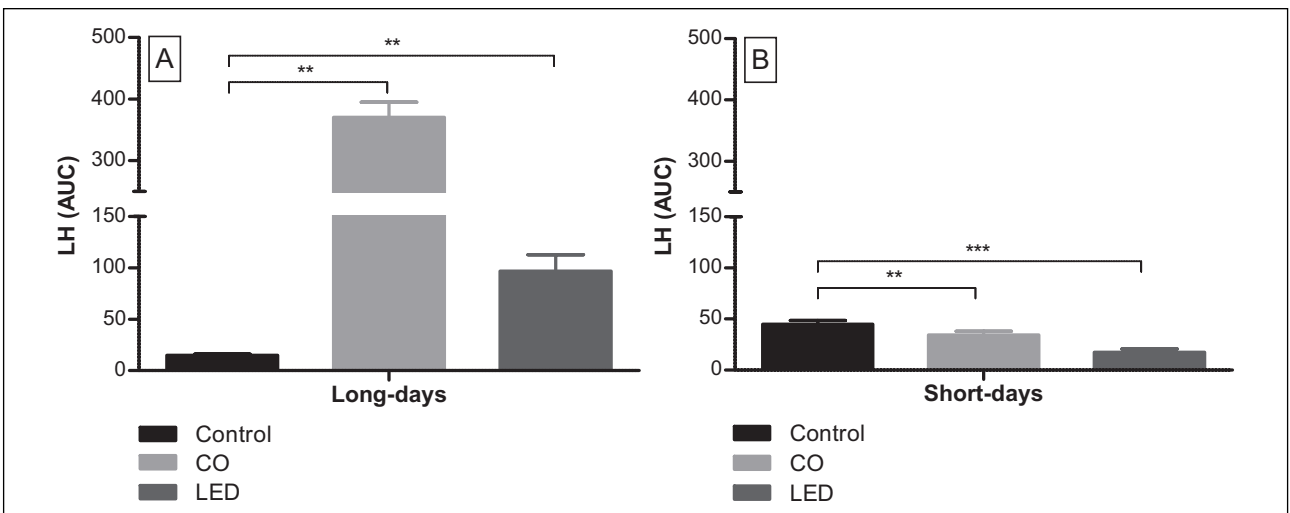 A
LH (AUC)
500
400
300
150
100
50
0
**
**
Long-days
Control
CO
LED
B
LH (AUC)
500
400
300
150
100
50
0
***
**
Short-days
Control
CO
LED